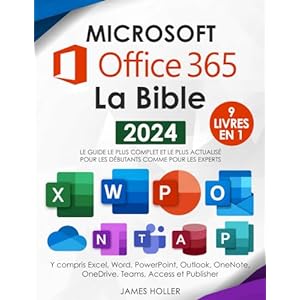 MICROSOFT
Office 365
La Bible
2024
9
LIVRES
EN 1
LE GUIDE LE PLUS COMPLET ET LE PLUS ACTUALISÉ
POUR LES DÉBUTANTS COMME POUR LES EXPERTS
X W P O
N T A P
Y compris Excel, Word, PowerPoint, Outlook, OneNote,
OneDrive, Teams, Access et Publisher
JAMES HOLLER